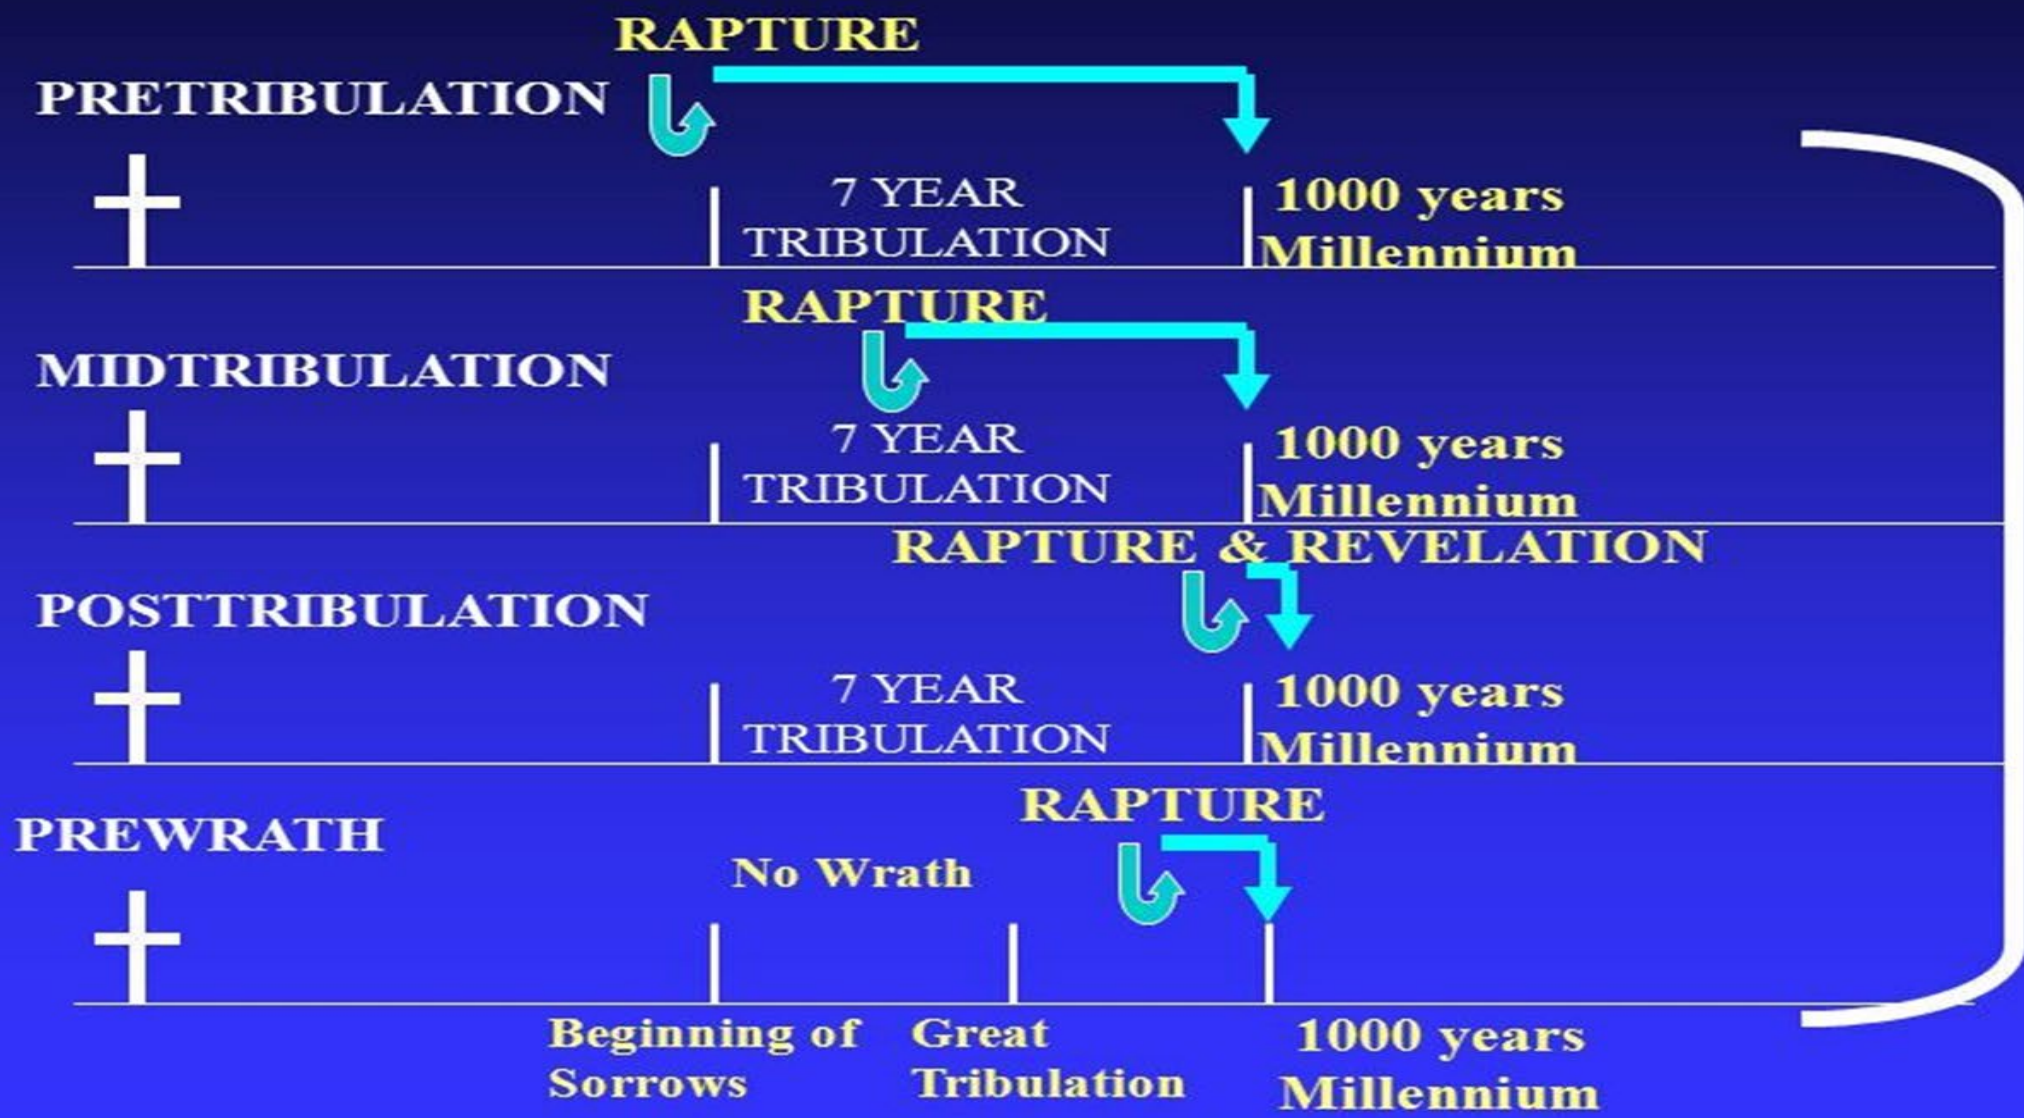 RAPTURE
PRETRIBULATION
7 YEAR
TRIBULATION
1000 years
Millennium
RAPTURE
MIDTRIBULATION
7 YEAR
TRIBULATION
1000 years
Millennium
RAPTURE & REVELATION
POSTTRIBULATION
7 YEAR
TRIBULATION
1000 years
Millennium
RAPTURE
PREWRATH
No Wrath
Beginning of
Sorrows
Great
Tribulation
1000 years
Millennium